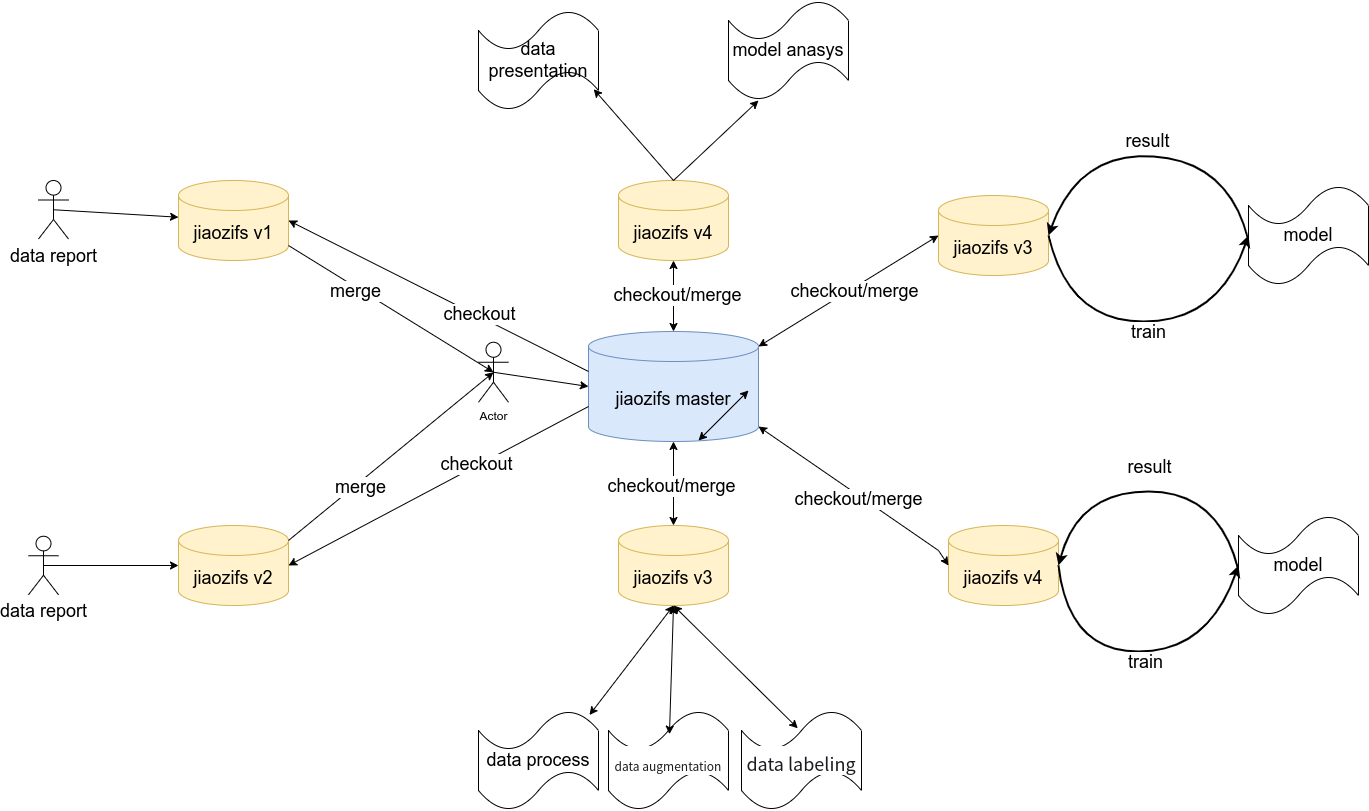 data
presentation
model anasys
result
jiaozifs v1
jiaozifs v4
jiaozifs v3
model
data report
merge
checkout
checkout/merge
checkout/merge
train
Actor
jiaozifs master
checkout
merge
checkout/merge
checkout/merge
result
jiaozifs v2
jiaozifs v3
jiaozifs v4
model
data report
train
data process
data augmentation
data labeling